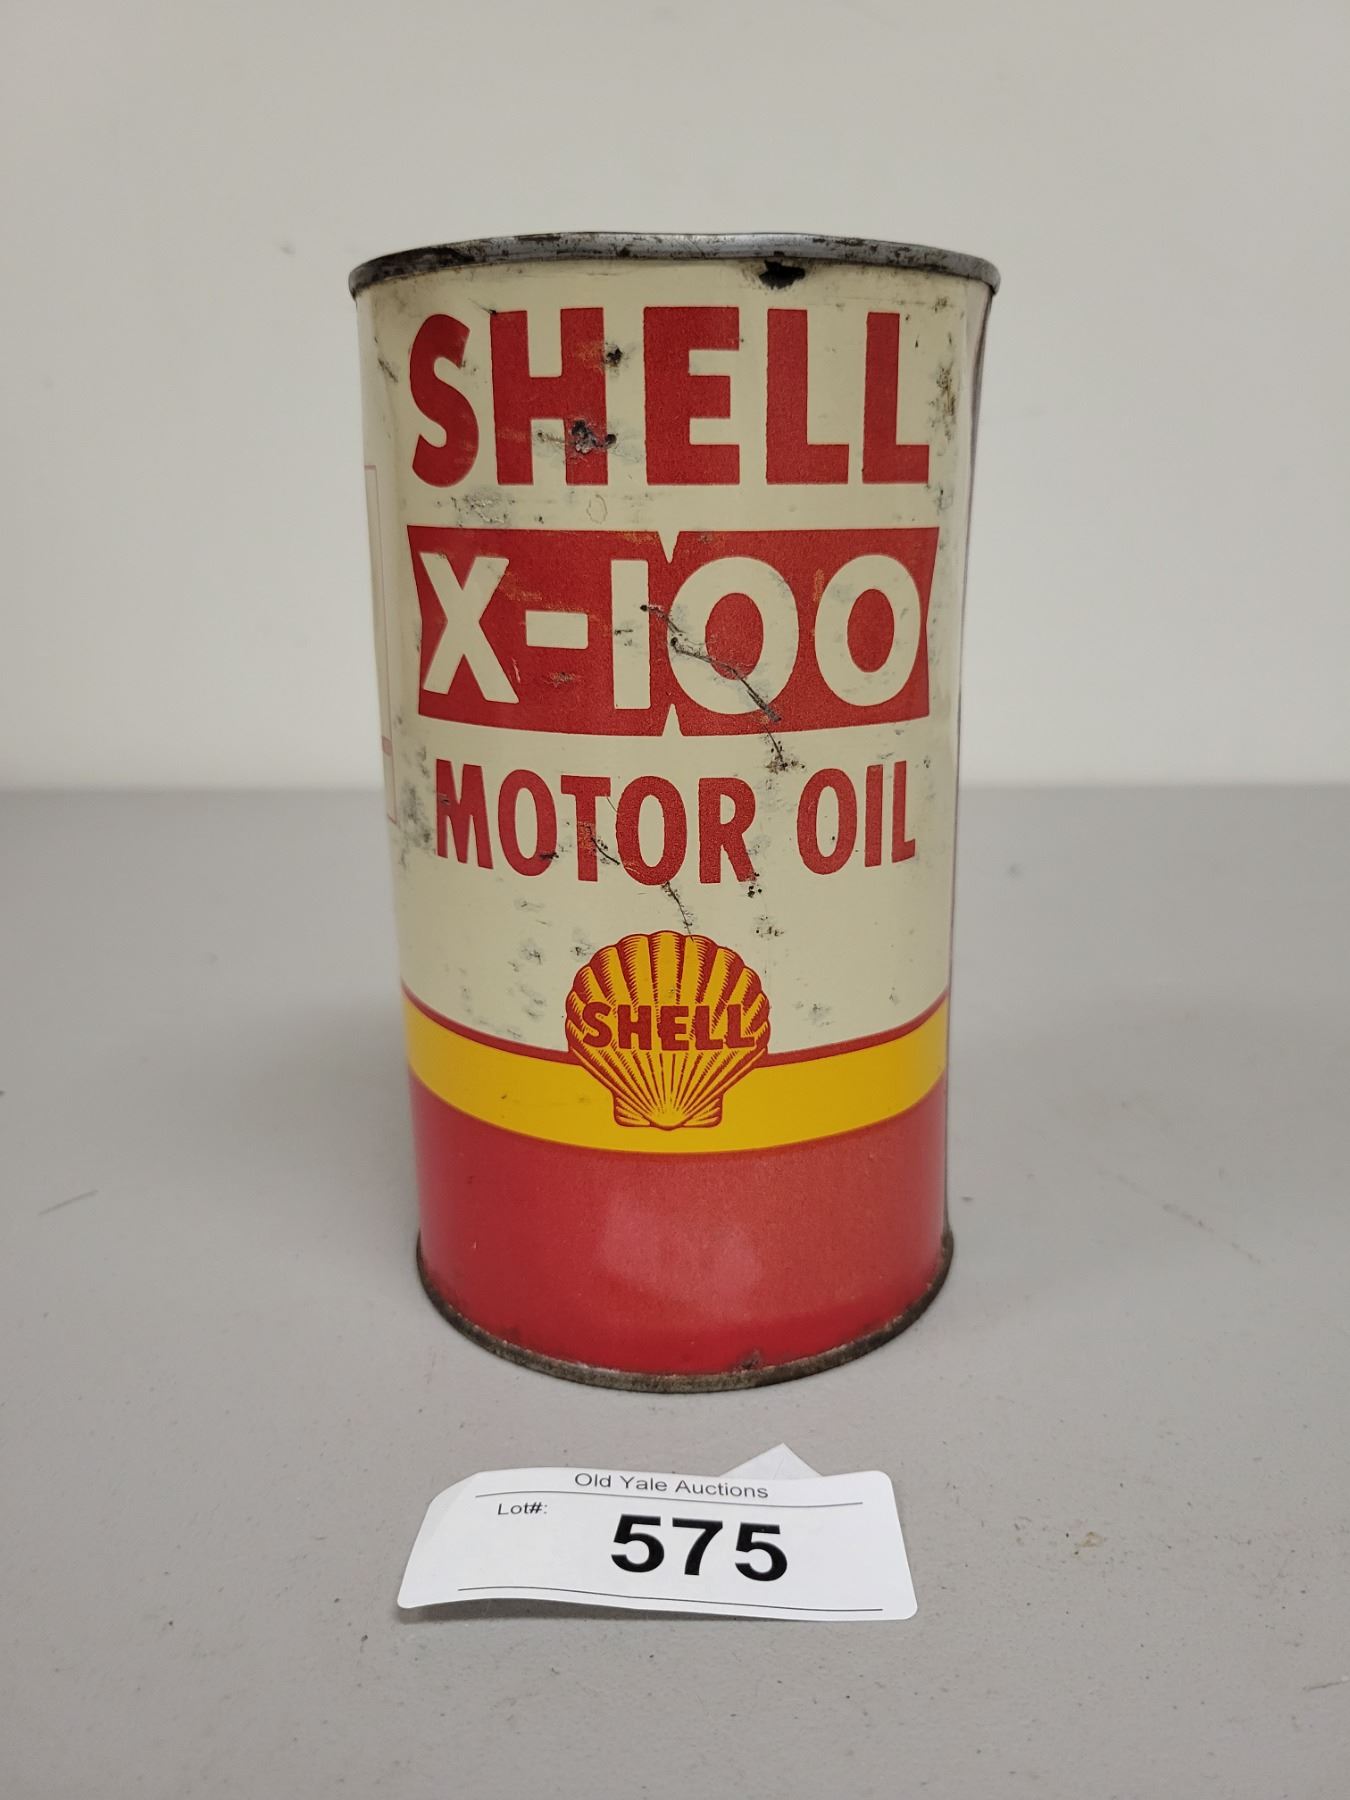 SHELL
X-100
MOTOR OIL
SHELL
Old Yale Auctions
Lot#:
575